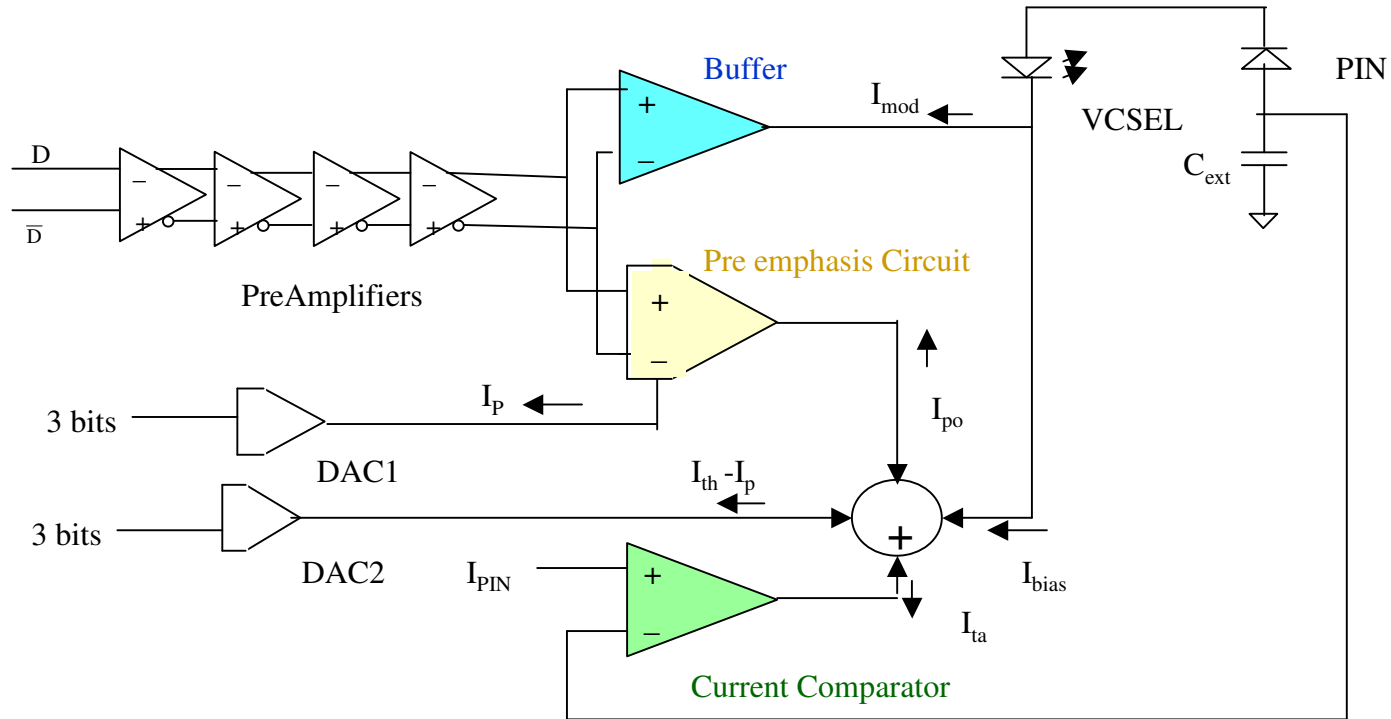 Buffer
PIN
I_mod
VCSEL
D
+
−
C_ext
− − − −
+ + + +
D̅
Pre emphasis Circuit
PreAmplifiers
+
−
I_P
3 bits
I_po
DAC1
I_th -I_p
3 bits
+
DAC2
I_PIN
+
I_bias
−
I_ta
Current Comparator